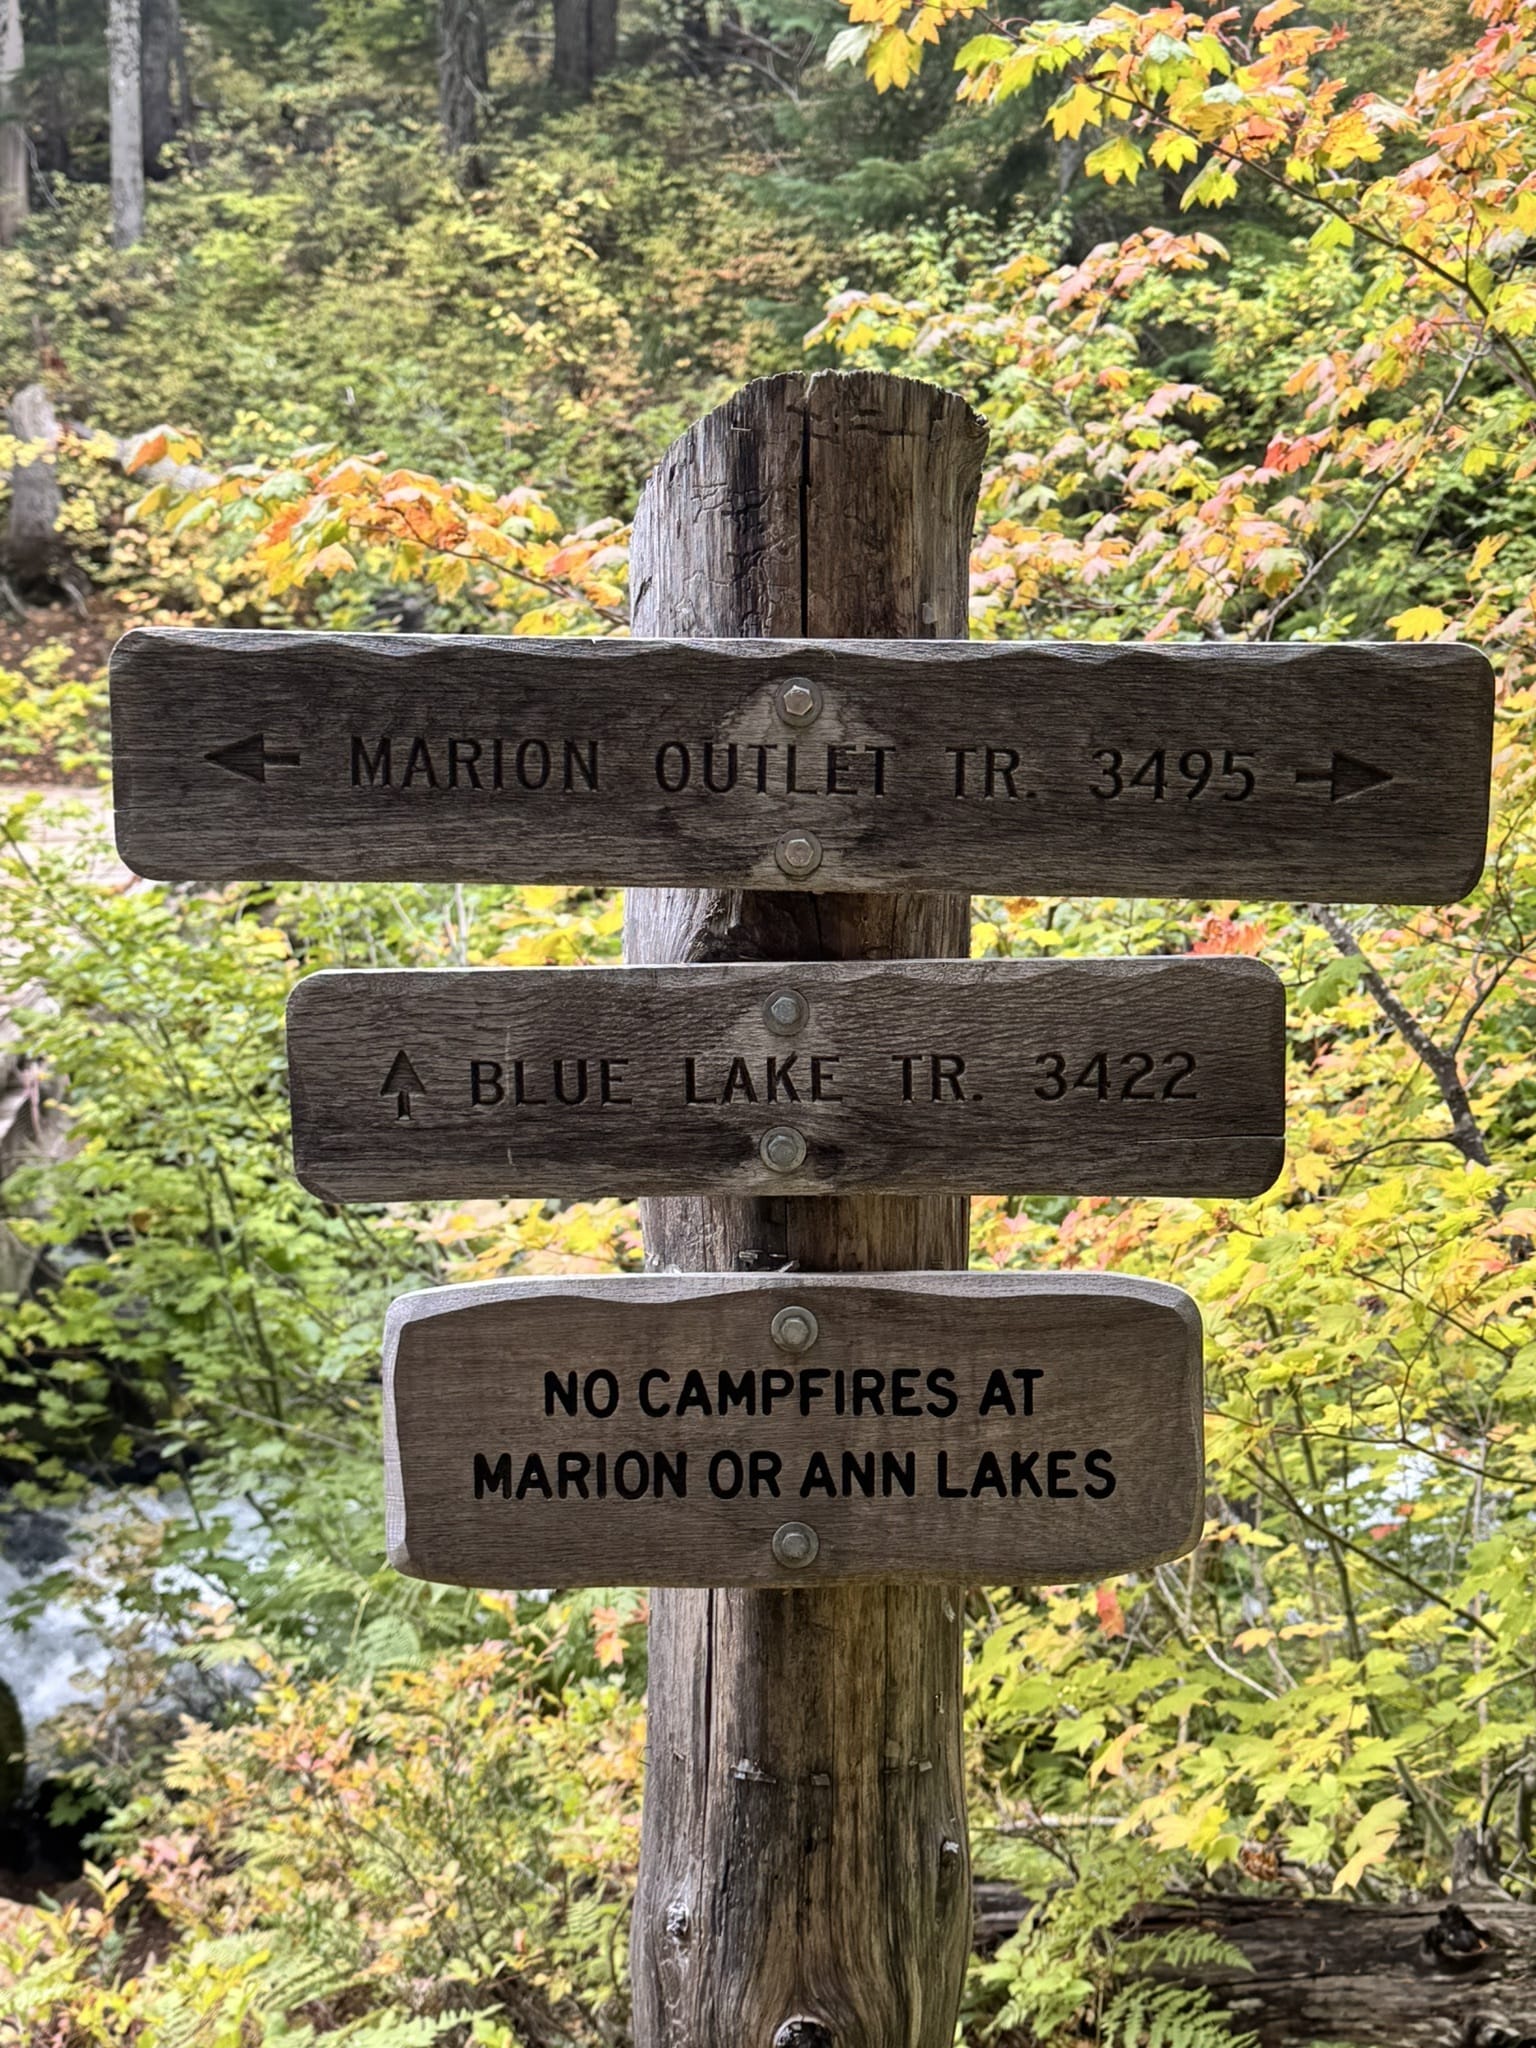 ← MARION OUTLET TR. 3495 →
↑ BLUE LAKE TR. 3422
NO CAMPFIRES AT
MARION OR ANN LAKES